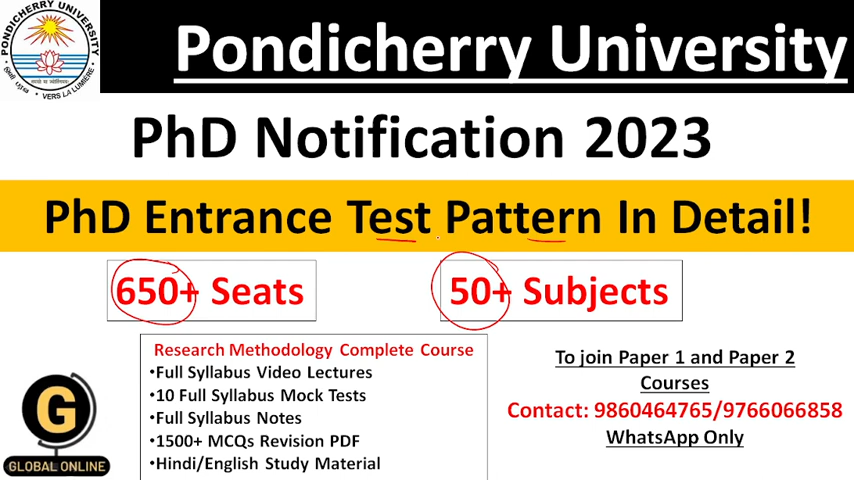 PONDICHERRY UNIVERSITY
VERS LA LUMIERE
Pondicherry University
PhD Notification 2023
PhD Entrance Test Pattern In Detail!
650+ Seats
50+ Subjects
Research Methodology Complete Course
•Full Syllabus Video Lectures
•10 Full Syllabus Mock Tests
•Full Syllabus Notes
•1500+ MCQs Revision PDF
•Hindi/English Study Material
To join Paper 1 and Paper 2
Courses
Contact: 9860464765/9766066858
WhatsApp Only
G
GLOBAL ONLINE